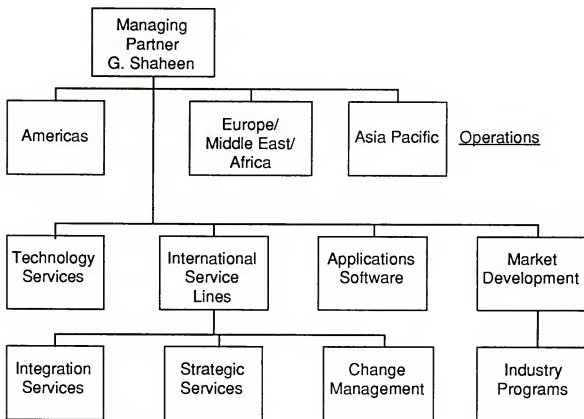 Managing
Partner
G. Shaheen
Americas
Europe/
Middle East/
Africa
Asia Pacific
Operations
Technology
Services
International
Service
Lines
Applications
Software
Market
Development
Integration
Services
Strategic
Services
Change
Management
Industry
Programs